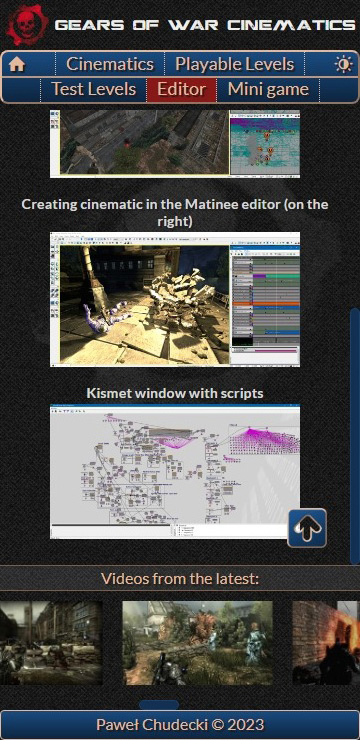 GEARS OF WAR CINEMATICS
Cinematics
Playable Levels
Test Levels
Editor
Mini game
Creating cinematic in the Matinee editor (on the
right)
Kismet window with scripts
Videos from the latest:
Paweł Chudecki © 2023